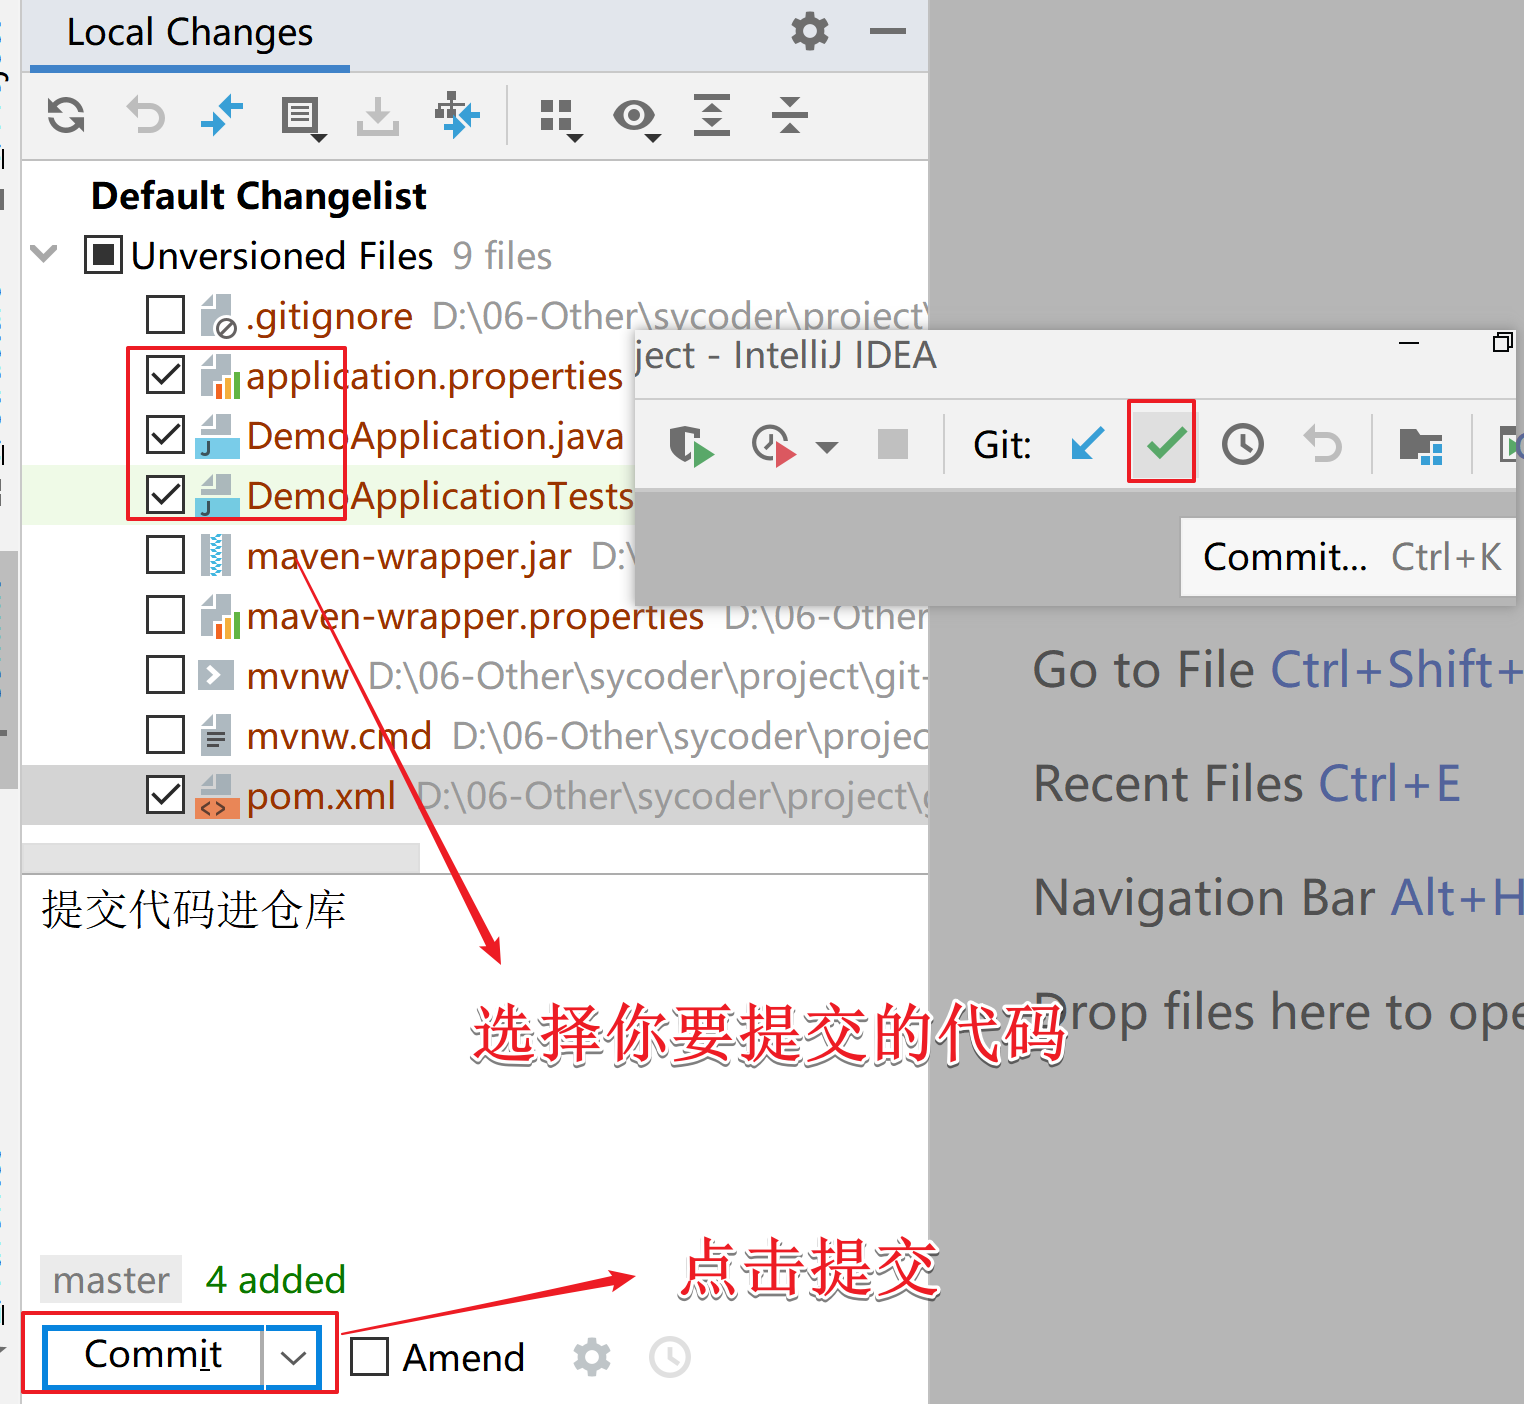 Local Changes
Default Changelist
Unversioned Files 9 files
.gitignore D:\06-Other\sycoder\project\
application.properties
DemoApplication.java
DemoApplicationTests
maven-wrapper.jar D:\
maven-wrapper.properties D:\06-Other
mvnw D:\06-Other\sycoder\project\git-
mvnw.cmd D:\06-Other\sycoder\projec
pom.xml D:\06-Other\sycoder\project\g
ject - IntelliJ IDEA
Git:
Commit... Ctrl+K
Go to File Ctrl+Shift+
Recent Files Ctrl+E
Navigation Bar Alt+H
Drop files here to ope
提交代码进仓库
选择你要提交的代码
点击提交
master 4 added
Commit
Amend